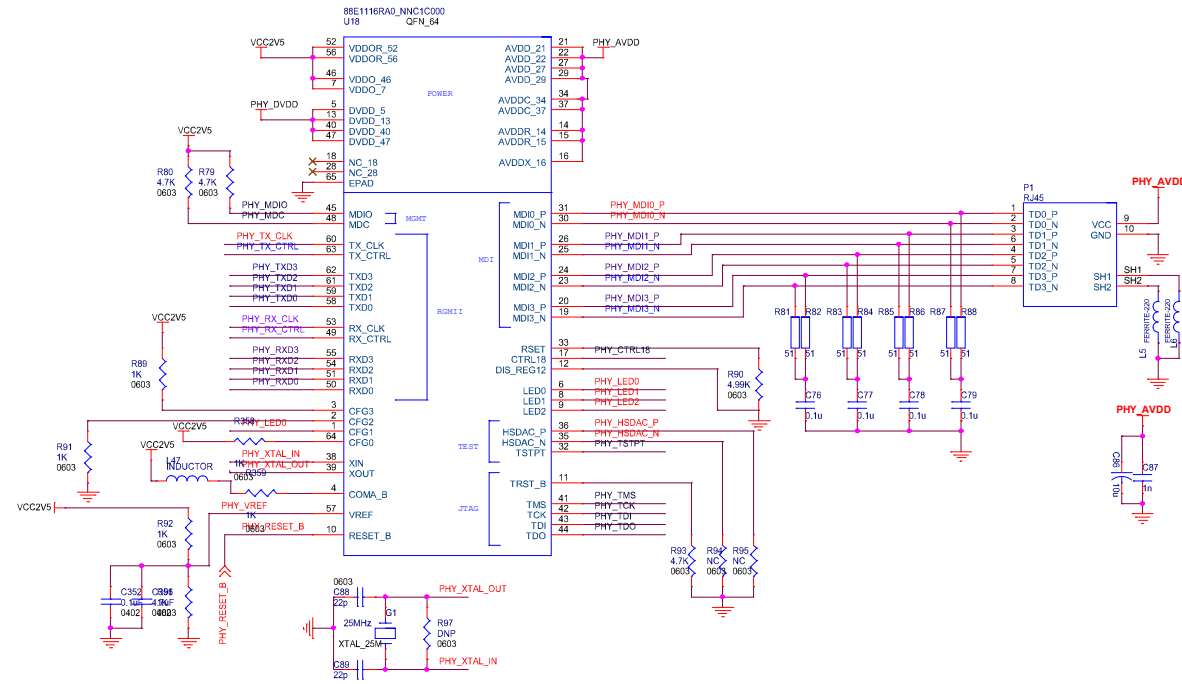 88E1116RA0_NNC1C000
U18 QFN_64
VCC2V5
52 VDDOR_52
56 VDDOR_56
46 VDDO_46
7 VDDO_7
PHY_DVDD
5 DVDD_5
13 DVDD_13
40 DVDD_40
47 DVDD_47
18 NC_18
28 NC_28
65 EPAD
POWER
AVDD_21 21
AVDD_22 22
AVDD_27 27
AVDD_29 29
AVDDC_34 34
AVDDC_37 37
AVDDR_14 14
AVDDR_15 15
AVDDX_16 16
PHY_AVDD
VCC2V5
R80 4.7K 0603
R79 4.7K 0603
PHY_MDIO 45 MDIO
PHY_MDC 48 MDC
MGMT
PHY_TX_CLK 60 TX_CLK
PHY_TX_CTRL 63 TX_CTRL
PHY_TXD3 62 TXD3
PHY_TXD2 61 TXD2
PHY_TXD1 59 TXD1
PHY_TXD0 58 TXD0
RGMII
PHY_RX_CLK 53 RX_CLK
PHY_RX_CTRL 49 RX_CTRL
PHY_RXD3 55 RXD3
PHY_RXD2 54 RXD2
PHY_RXD1 51 RXD1
PHY_RXD0 50 RXD0
VCC2V5
R89
1K
0603
3 CFG3
2 CFG2
PHY_LED0 1 CFG1
64 CFG0
VCC2V5
R91
1K
0603
VCC2V5
L47
INDUCTOR
1K
0603
R359
1K
0603
PHY_XTAL_IN 38 XIN
PHY_XTAL_OUT 39 XOUT
4 COMA_B
PHY_VREF 57 VREF
PHY_RESET_B 10 RESET_B
VCC2V5
R92
1K
0603
C352
0.1uF
0402
PHY_RESET_B
MDI
MDI0_P 31 PHY_MDI0_P
MDI0_N 30 PHY_MDI0_N
MDI1_P 26 PHY_MDI1_P
MDI1_N 25 PHY_MDI1_N
MDI2_P 24 PHY_MDI2_P
MDI2_N 23 PHY_MDI2_N
MDI3_P 20 PHY_MDI3_P
MDI3_N 19 PHY_MDI3_N
RSET 33
CTRL18 17 PHY_CTRL18
DIS_REG12 12
LED0 6 PHY_LED0
LED1 8 PHY_LED1
LED2 9 PHY_LED2
TEST
HSDAC_P 36 PHY_HSDAC_P
HSDAC_N 35 PHY_HSDAC_N
TSTPT 32 PHY_TSTPT
JTAG
TRST_B 11
TMS 41 PHY_TMS
TCK 42 PHY_TCK
TDI 43 PHY_TDI
TDO 44 PHY_TDO
R90
4.99K
0603
R93 R94 R95
4.7K NC NC
0603 0603 0603
P1
RJ45
1 TD0_P
2 TD0_N
3 TD1_P
6 TD1_N
4 TD2_P
5 TD2_N
7 TD3_P
8 TD3_N
VCC 9
GND 10
SH1 SH1
SH2 SH2
PHY_AVDD
FERRITE-220
L5
FERRITE-220
L6
R81 R82 R83 R84 R85 R86 R87 R88
51 51 51 51 51 51 51 51
C76 C77 C78 C79
0.1u 0.1u 0.1u 0.1u
PHY_AVDD
C86
10u
C87
1n
0603
C88
22p
PHY_XTAL_OUT
25MHz G1
XTAL_25M
R97
DNP
0603
C89
22p
PHY_XTAL_IN